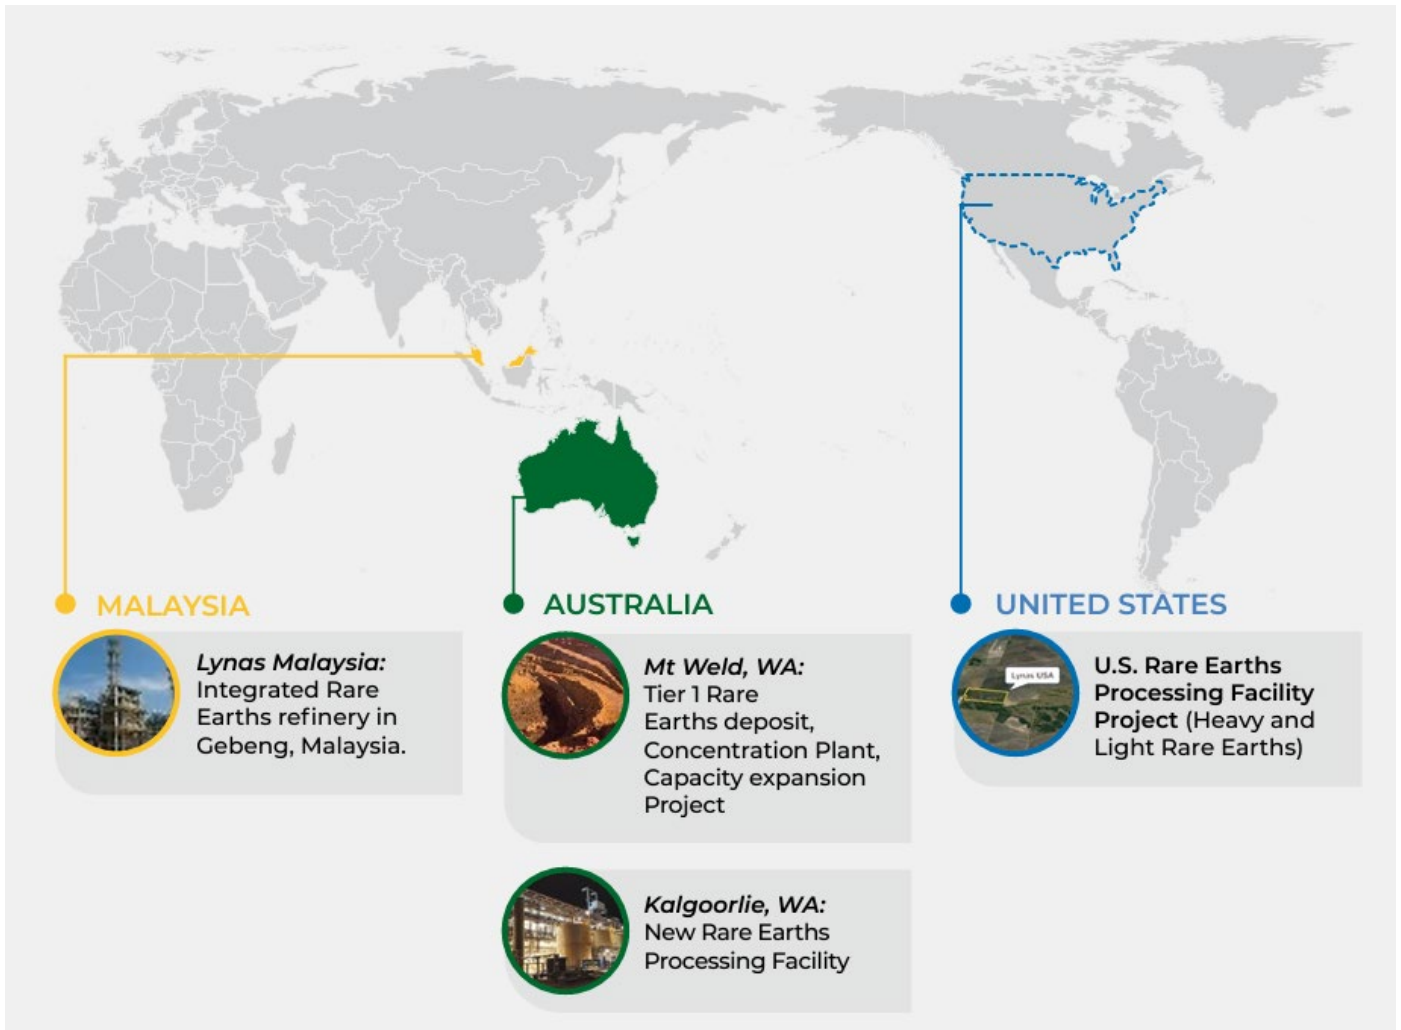 MALAYSIA
Lynas Malaysia:
Integrated Rare
Earths refinery in
Gebeng, Malaysia.
AUSTRALIA
Mt Weld, WA:
Tier 1 Rare
Earths deposit,
Concentration Plant,
Capacity expansion
Project
Kalgoorlie, WA:
New Rare Earths
Processing Facility
UNITED STATES
Lynas USA
U.S. Rare Earths
Processing Facility
Project (Heavy and
Light Rare Earths)